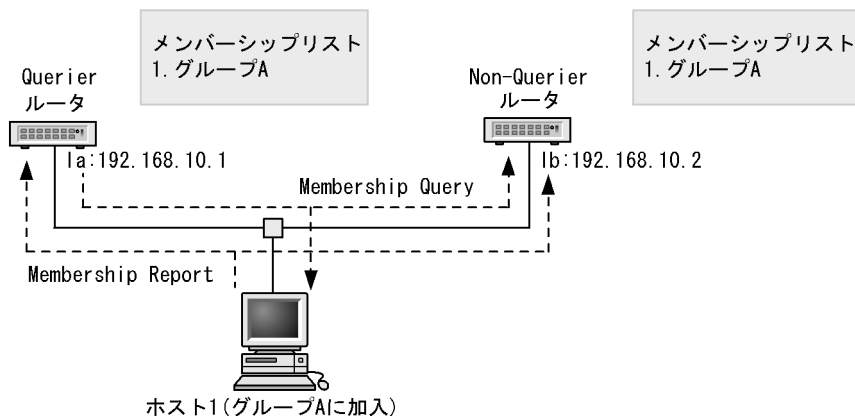 メンバーシップリスト
1.グループA
メンバーシップリスト
1.グループA
Querier
ルータ
Non-Querier
ルータ
Ia:192.168.10.1
Ib:192.168.10.2
Membership Query
Membership Report
ホスト1(グループAに加入)